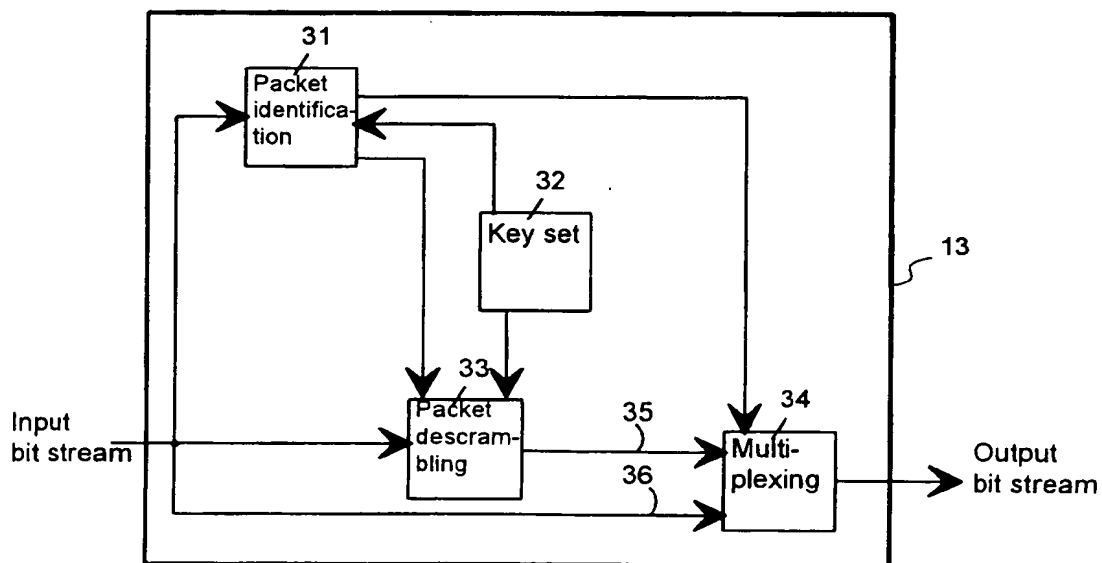 31
Packet
identifica-
tion
32
Key set
13
33
Packet
descram-
bling
35
34
Multi-
plexing
36
Input
bit stream
Output
bit stream